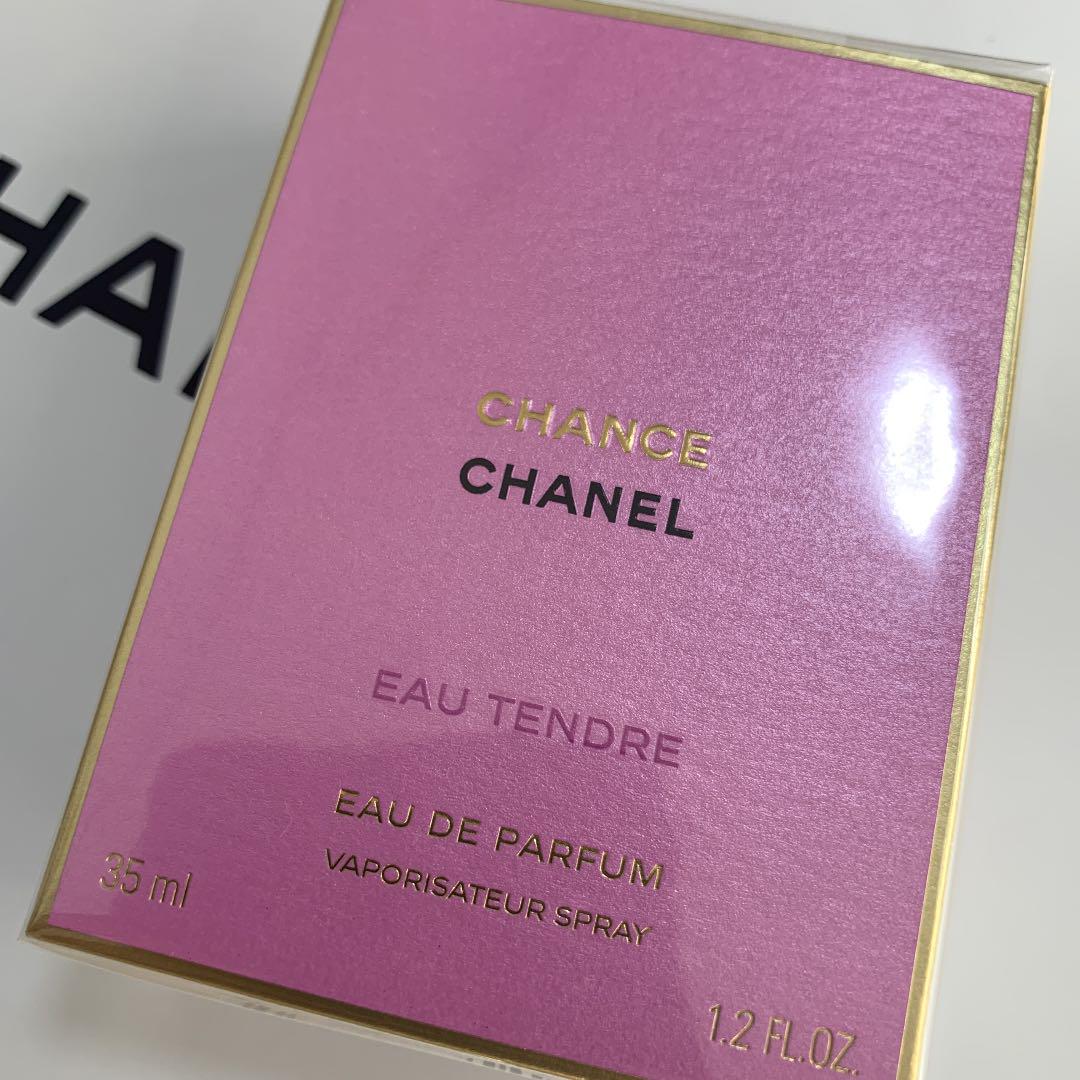 CHANCE
CHANEL
EAU TENDRE
EAU DE PARFUM
VAPORISATEUR SPRAY
35 ml
1.2 FL.OZ.